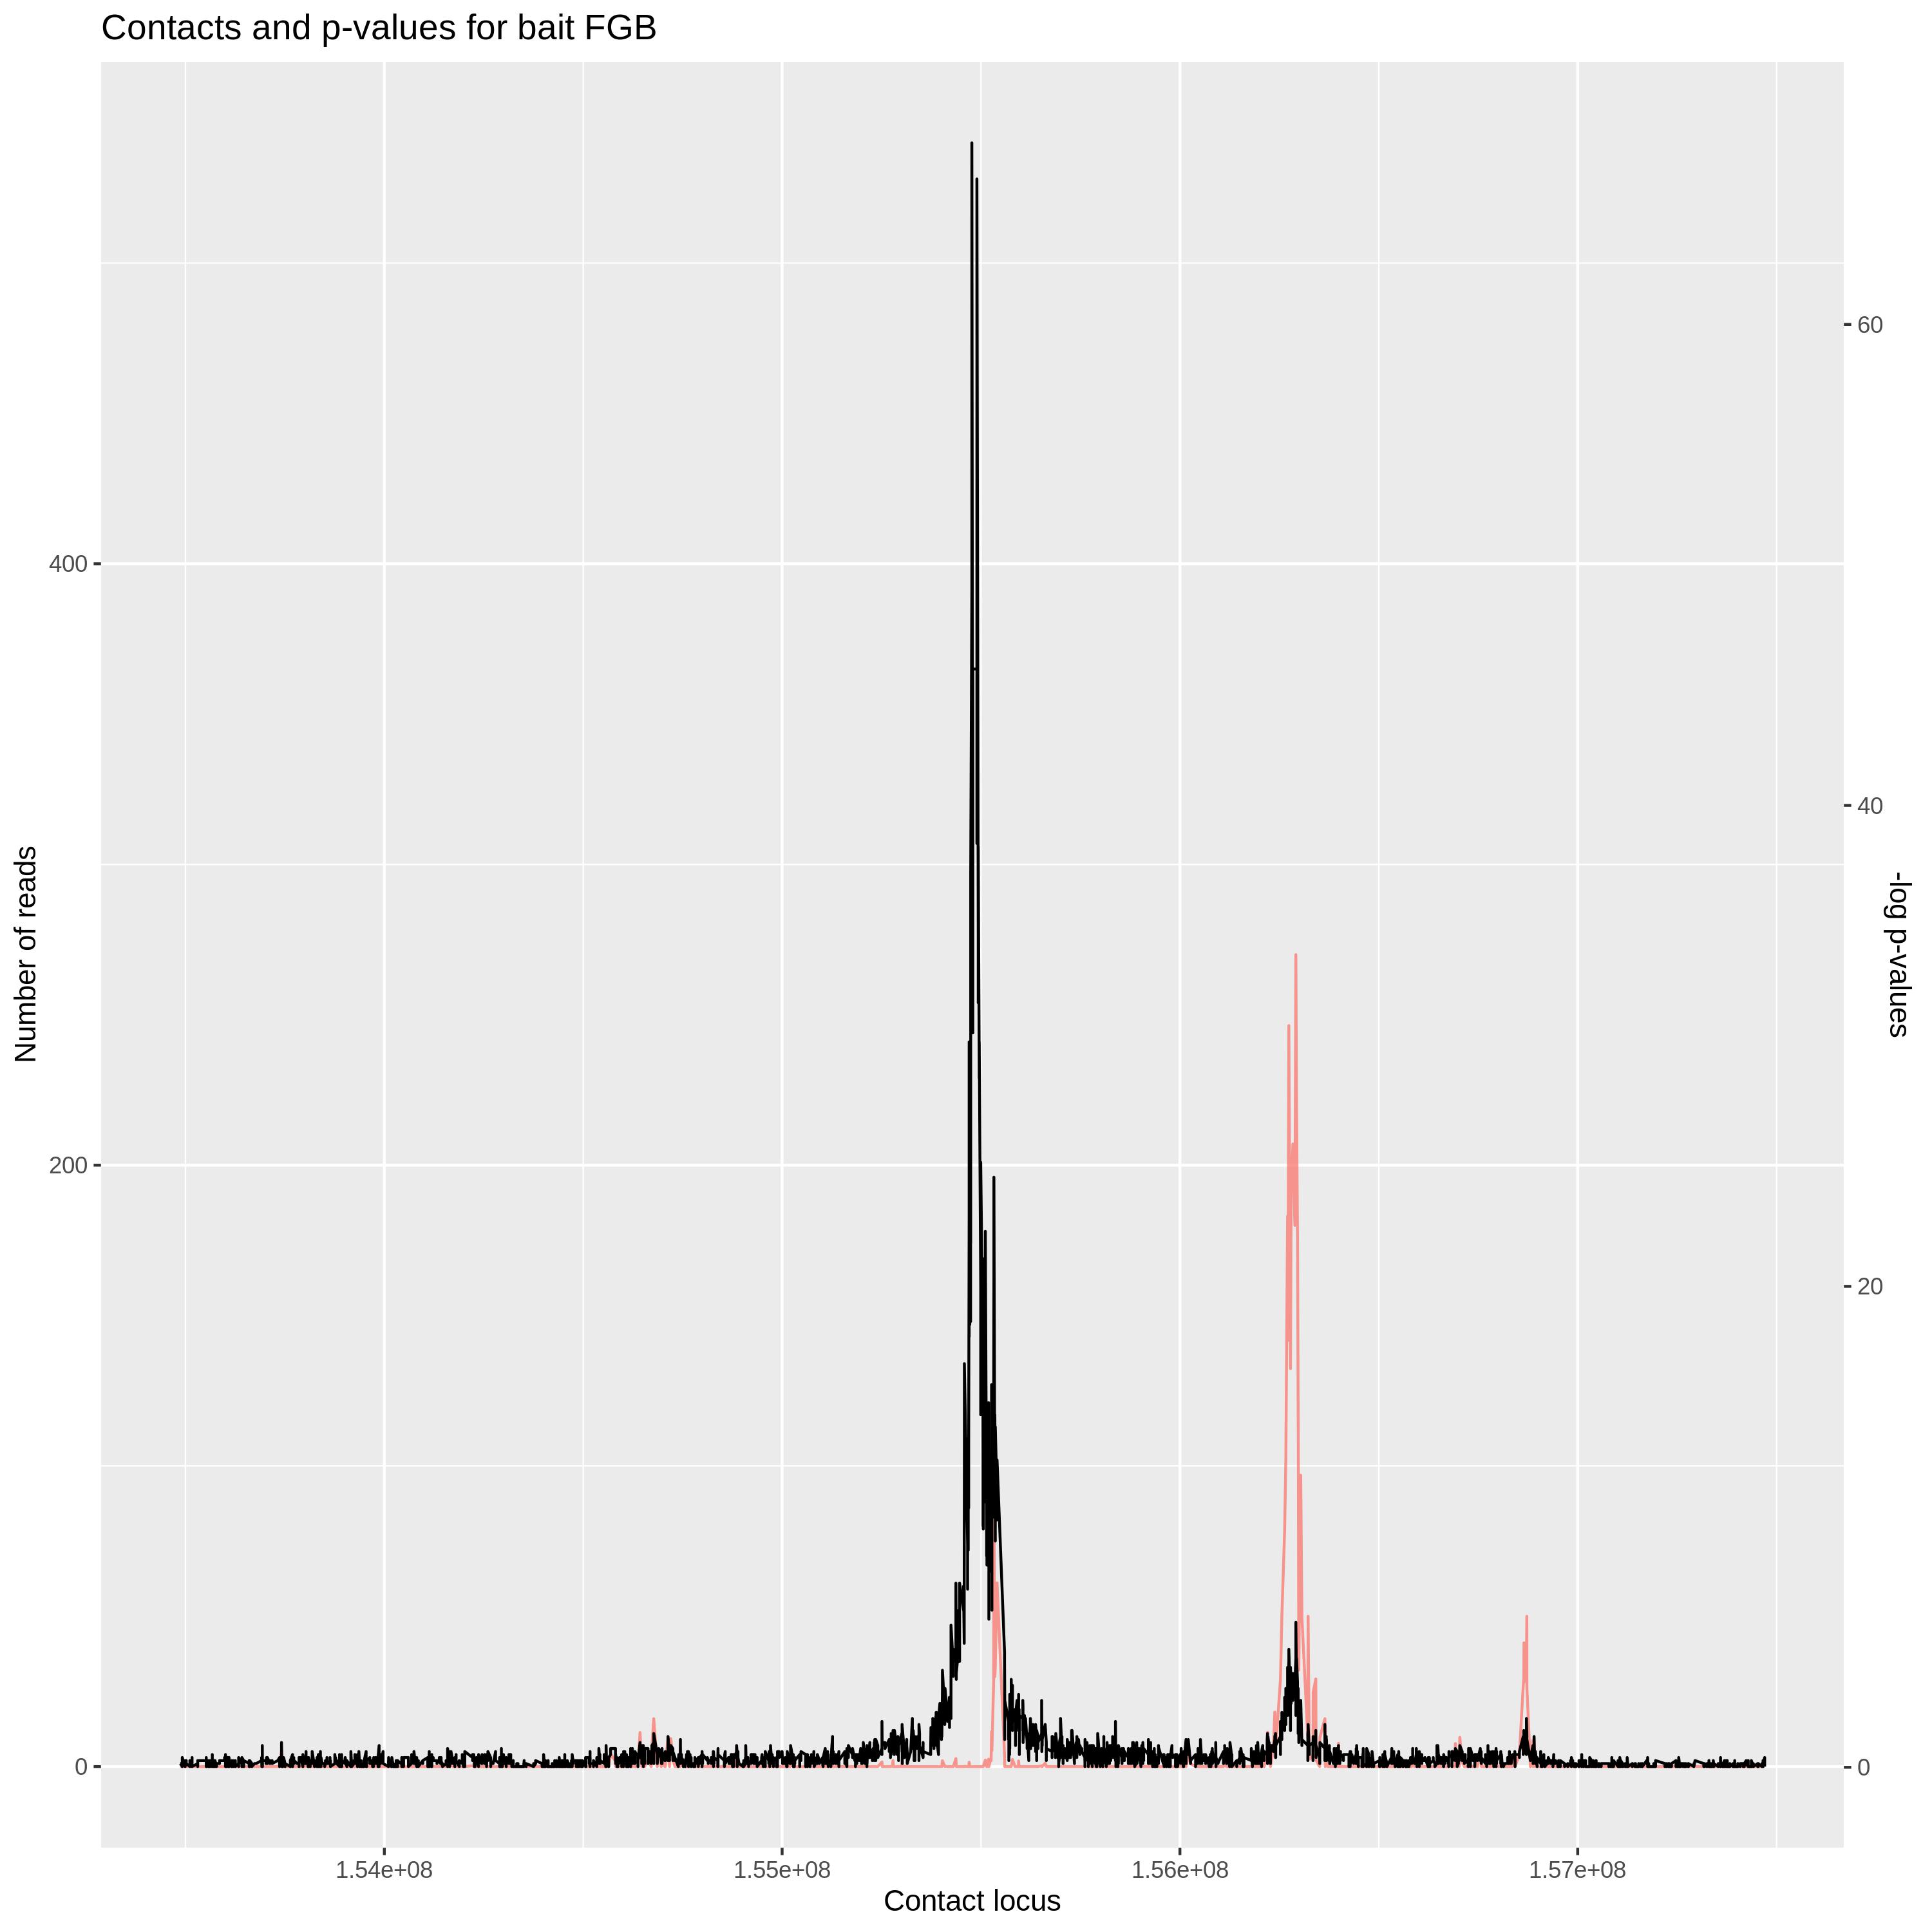 Contacts and p-values for bait FGB
Number of reads
400
200
0
60
40
20
0
-log p-values
1.54e+08
1.55e+08
1.56e+08
1.57e+08
Contact locus